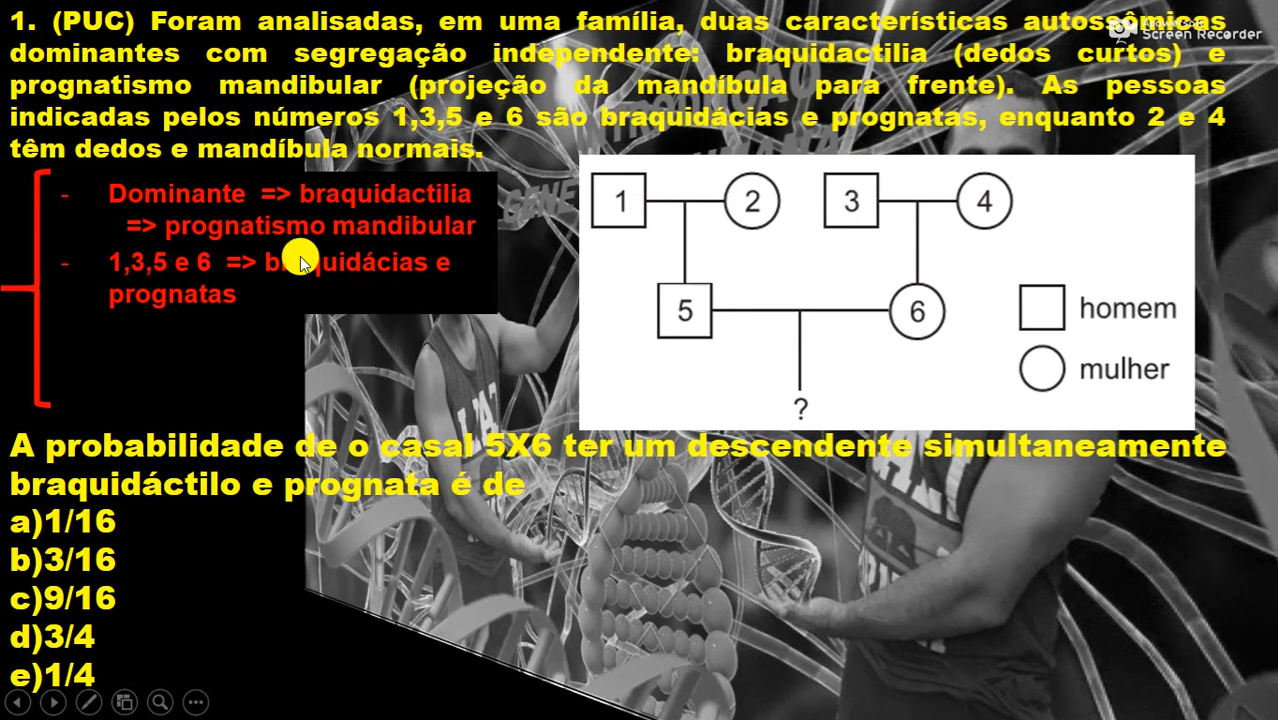 1. (PUC) Foram analisadas, em uma família, duas características autossômicas
dominantes com segregação independente: braquidactilia (dedos curtos) e
prognatismo mandibular (projeção da mandíbula para frente). As pessoas
indicadas pelos números 1,3,5 e 6 são braquidácias e prognatas, enquanto 2 e 4
têm dedos e mandíbula normais.
Screen Recorder
- Dominante => braquidactilia
=> prognatismo mandibular
- 1,3,5 e 6 => braquidácias e
prognatas
1 2 3 4
5 6
homem
mulher
?
A probabilidade de o casal 5X6 ter um descendente simultaneamente
braquidáctilo e prognata é de
a)1/16
b)3/16
c)9/16
d)3/4
e)1/4